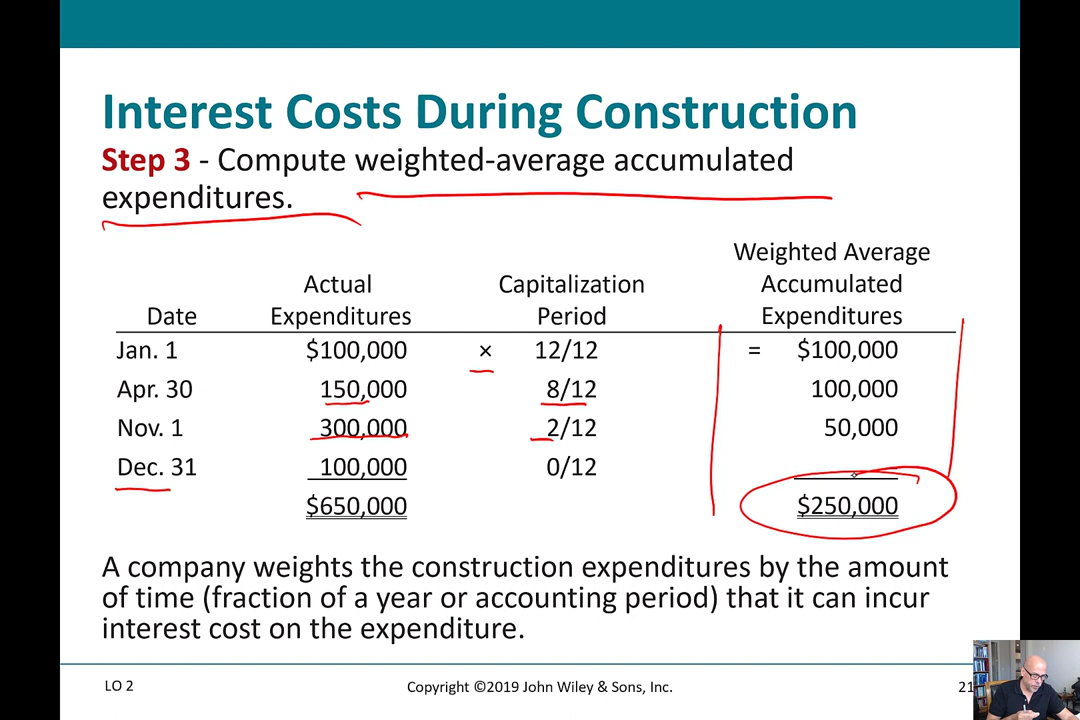 Interest Costs During Construction
Step 3 - Compute weighted-average accumulated
expenditures.
Weighted Average
Actual Capitalization Accumulated
Date Expenditures Period Expenditures
Jan. 1 $100,000 × 12/12 = $100,000
Apr. 30 150,000 8/12 100,000
Nov. 1 300,000 2/12 50,000
Dec. 31 100,000 0/12
$650,000 $250,000
A company weights the construction expenditures by the amount
of time (fraction of a year or accounting period) that it can incur
interest cost on the expenditure.
LO 2 Copyright ©2019 John Wiley & Sons, Inc. 21